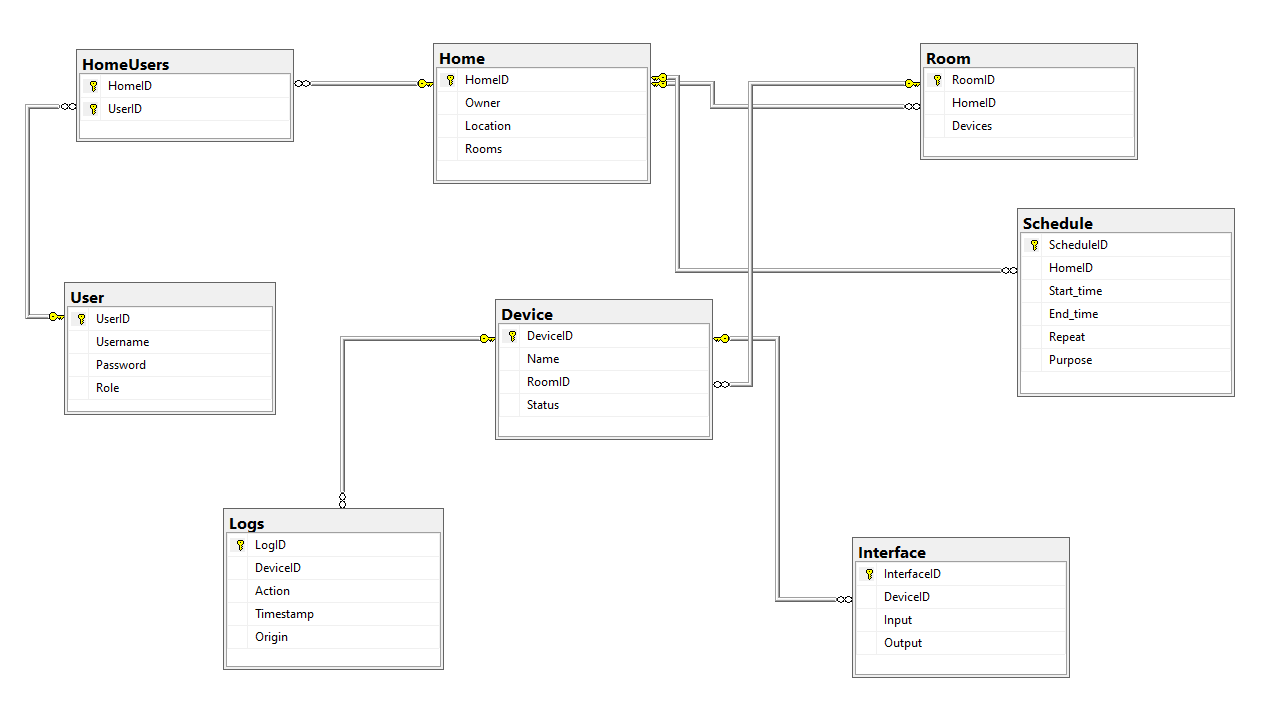 HomeUsers
HomeID
UserID
Home
HomeID
Owner
Location
Rooms
Room
RoomID
HomeID
Devices
Schedule
ScheduleID
HomeID
Start_time
End_time
Repeat
Purpose
User
UserID
Username
Password
Role
Device
DeviceID
Name
RoomID
Status
Logs
LogID
DeviceID
Action
Timestamp
Origin
Interface
InterfaceID
DeviceID
Input
Output